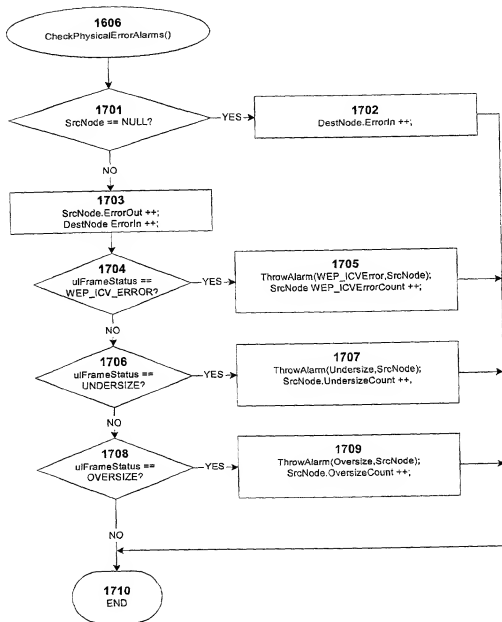 1606
CheckPhysicalErrorAlarms()
1701
SrcNode == NULL?
YES
1702
DestNode.ErrorIn ++;
NO
1703
SrcNode.ErrorOut ++;
DestNode ErrorIn ++;
1704
ulFrameStatus ==
WEP_ICV_ERROR?
YES
1705
ThrowAlarm(WEP_ICVError,SrcNode);
SrcNode WEP_ICVErrorCount ++;
NO
1706
ulFrameStatus ==
UNDERSIZE?
YES
1707
ThrowAlarm(Undersize,SrcNode);
SrcNode.UndersizeCount ++,
NO
1708
ulFrameStatus ==
OVERSIZE?
YES
1709
ThrowAlarm(Oversize,SrcNode);
SrcNode.OversizeCount ++;
NO
1710
END